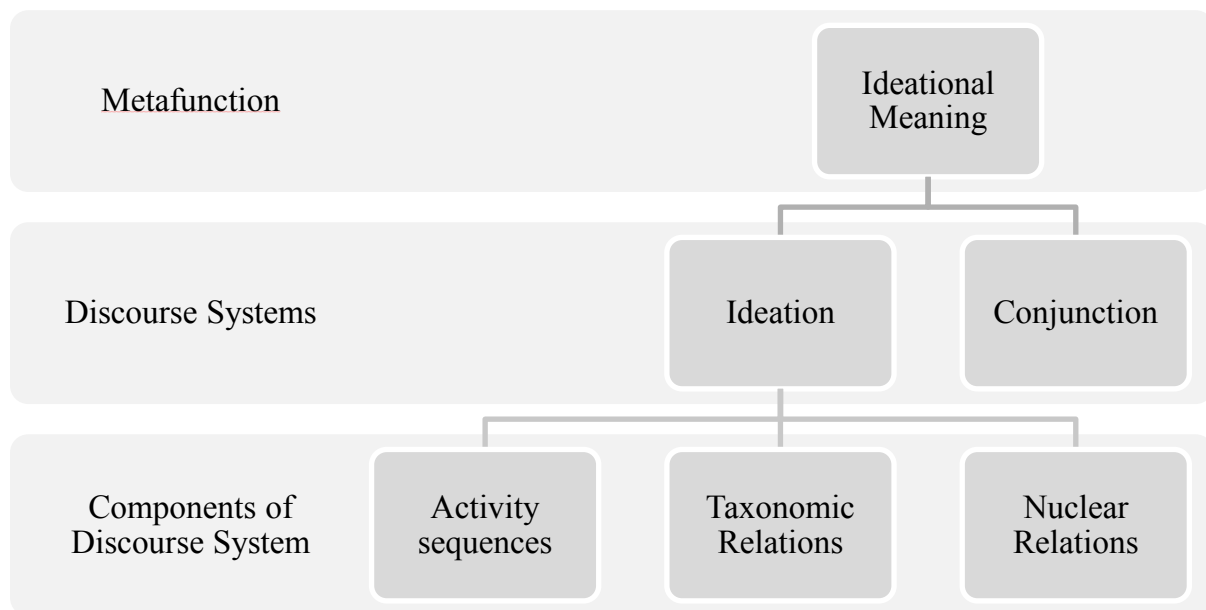 Metafunction
Ideational
Meaning
Discourse Systems
Ideation
Conjunction
Components of
Discourse System
Activity
sequences
Taxonomic
Relations
Nuclear
Relations